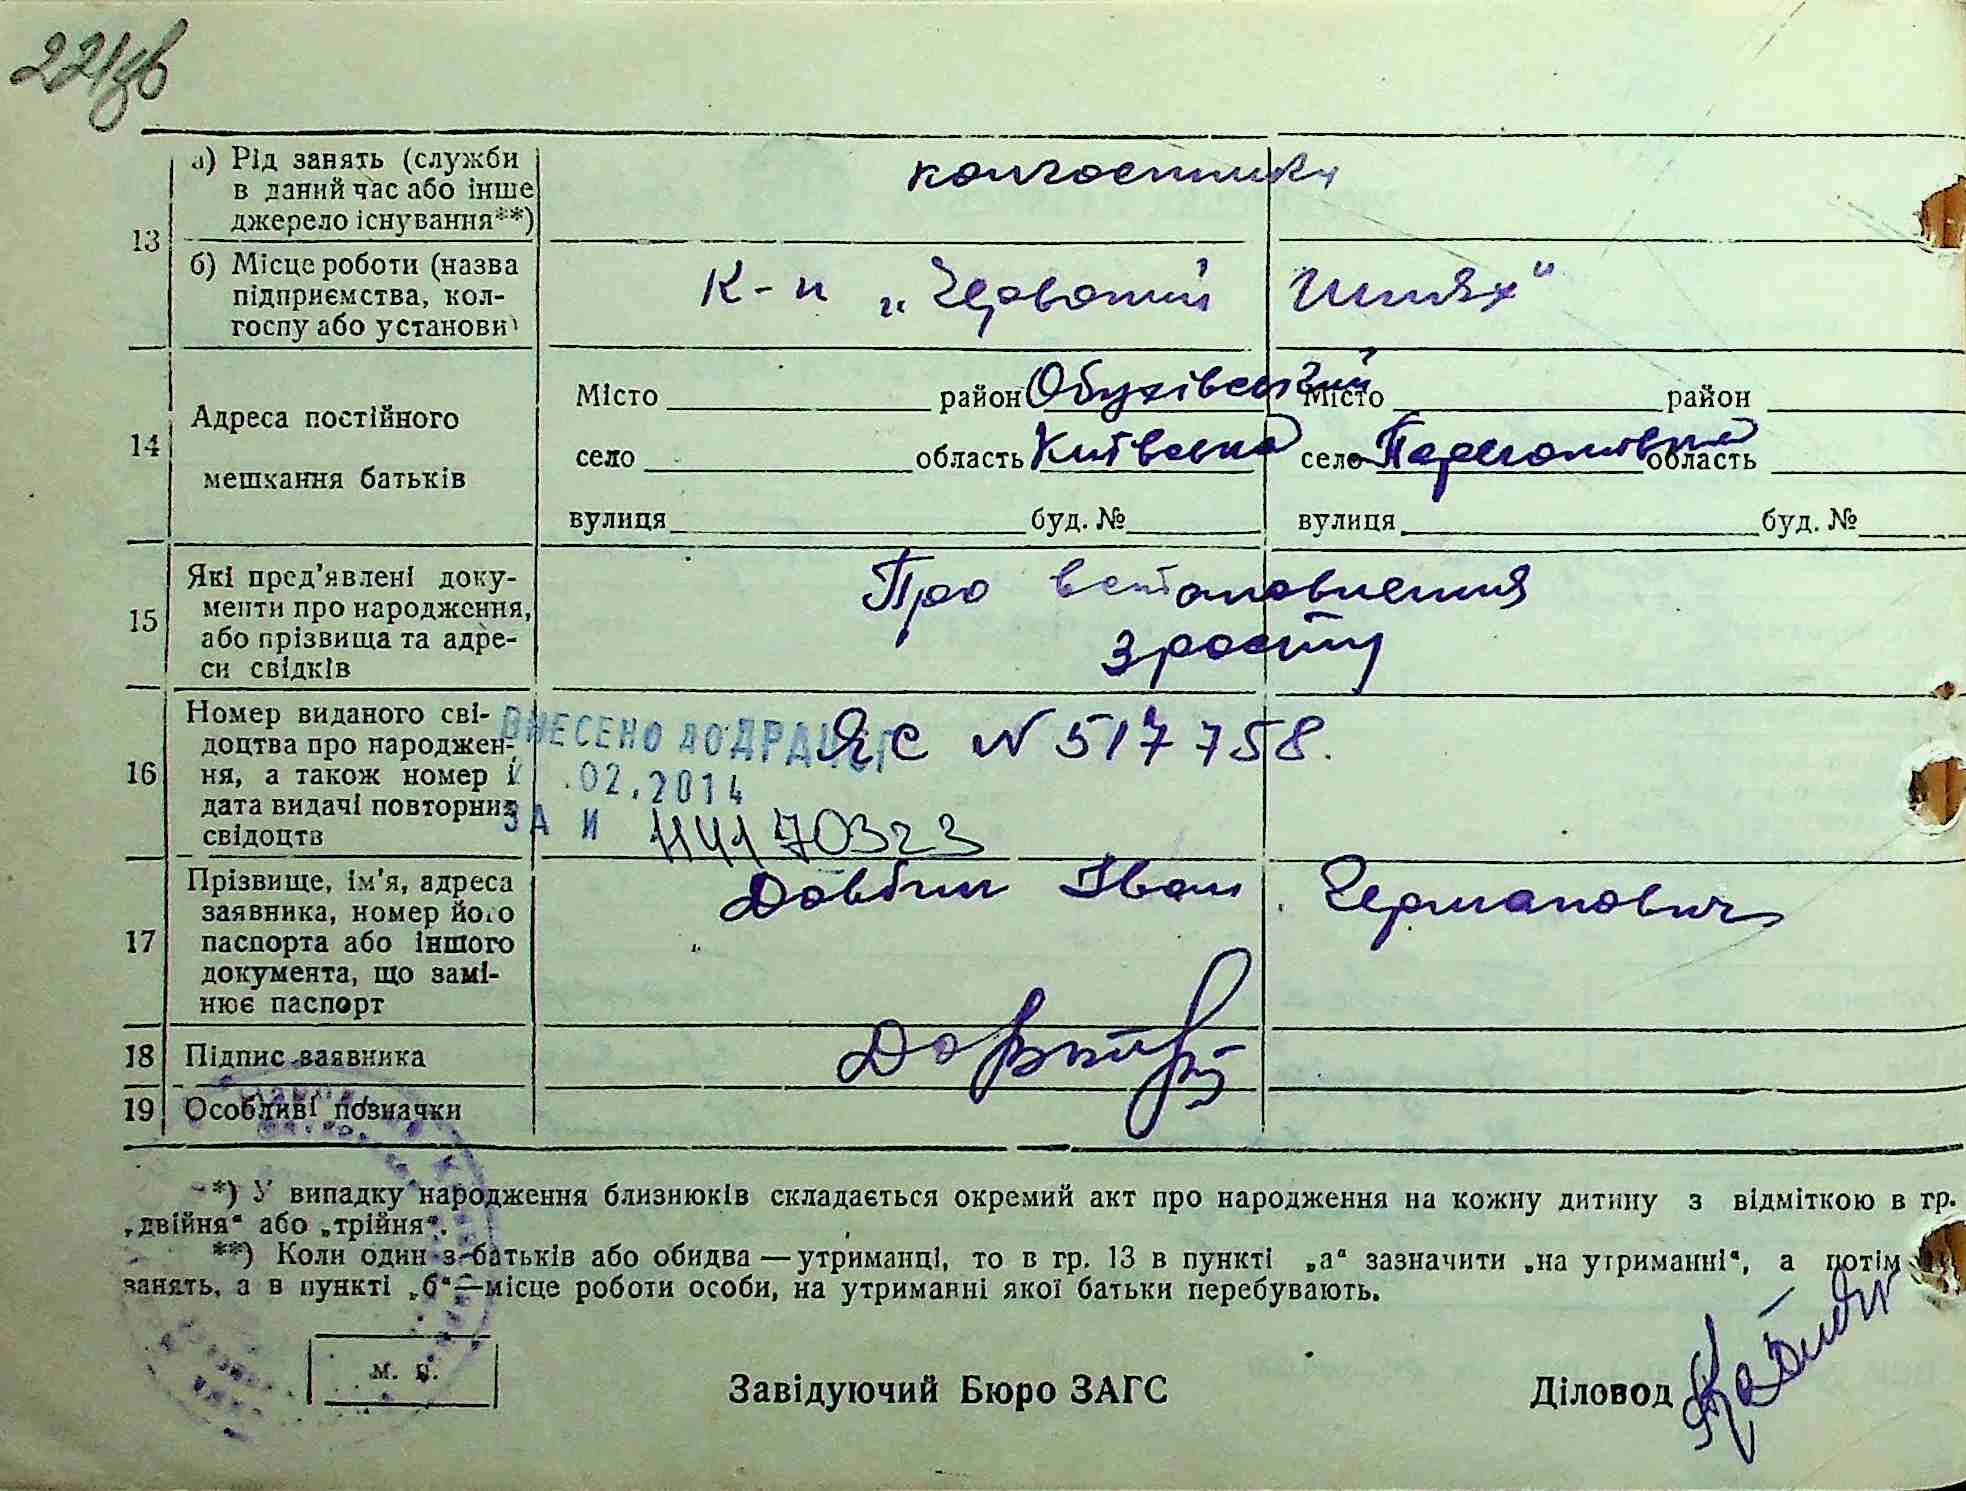 221зв
13
а) Рід занять (служби
в даний час або інше
джерело існування**)
колгоспники
б) Місце роботи (назва
підприємства, кол-
госпу або установи)
К-п „Червоний Шлях“
14
Адреса постійного
мешкання батьків
Місто район Обухівський Місто район
село область Київська село область
вулиця буд. № вулиця буд. №
15
Які пред’явлені доку-
менти про народження,
або прізвища та адре-
си свідків
Про встановлення
зросту
16
Номер виданого сві-
доцтва про народжен-
ня, а також номер і
дата видачі повторних
свідоцтв
ЯС N 517758.
ВНЕСЕНО ДО ДРАЦСГ
.02.2014
ЗА И
17
Прізвище, ім’я, адреса
заявника, номер його
паспорта або іншого
документа, що замі-
нює паспорт
Довбиш Іван Германович
18
Підпис заявника
19
Особливі позначки
*) У випадку народження близнюків складається окремий акт про народження на кожну дитину з відміткою в гр.
„двійня“ або „трійня“.
**) Коли один з батьків або обидва — утриманці, то в гр. 13 в пункті „а“ зазначити „на утриманні“, а потім
занять, а в пункті „б“—місце роботи особи, на утриманні якої батьки перебувають.
м. п.
Завідуючий Бюро ЗАГС
Діловод